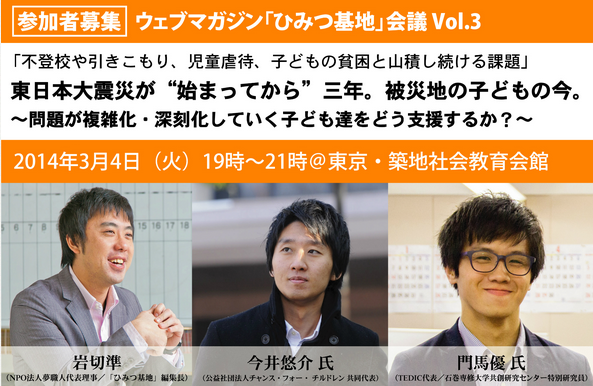 参加者募集 ウェブマガジン「ひみつ基地」会議 Vol.3
「不登校や引きこもり、児童虐待、子どもの貧困と山積し続ける課題」
東日本大震災が“始まってから”三年。被災地の子どもの今。
～問題が複雑化・深刻化していく子ども達をどう支援するか？～
2014年3月4日（火）19時～21時＠東京・築地社会教育会館
岩切準
（NPO法人夢職人代表理事／「ひみつ基地」編集長）
今井悠介 氏
（公益社団法人チャンス・フォー・チルドレン 共同代表）
門馬優 氏
（TEDIC代表／石巻専修大学共創研究センター特別研究員）